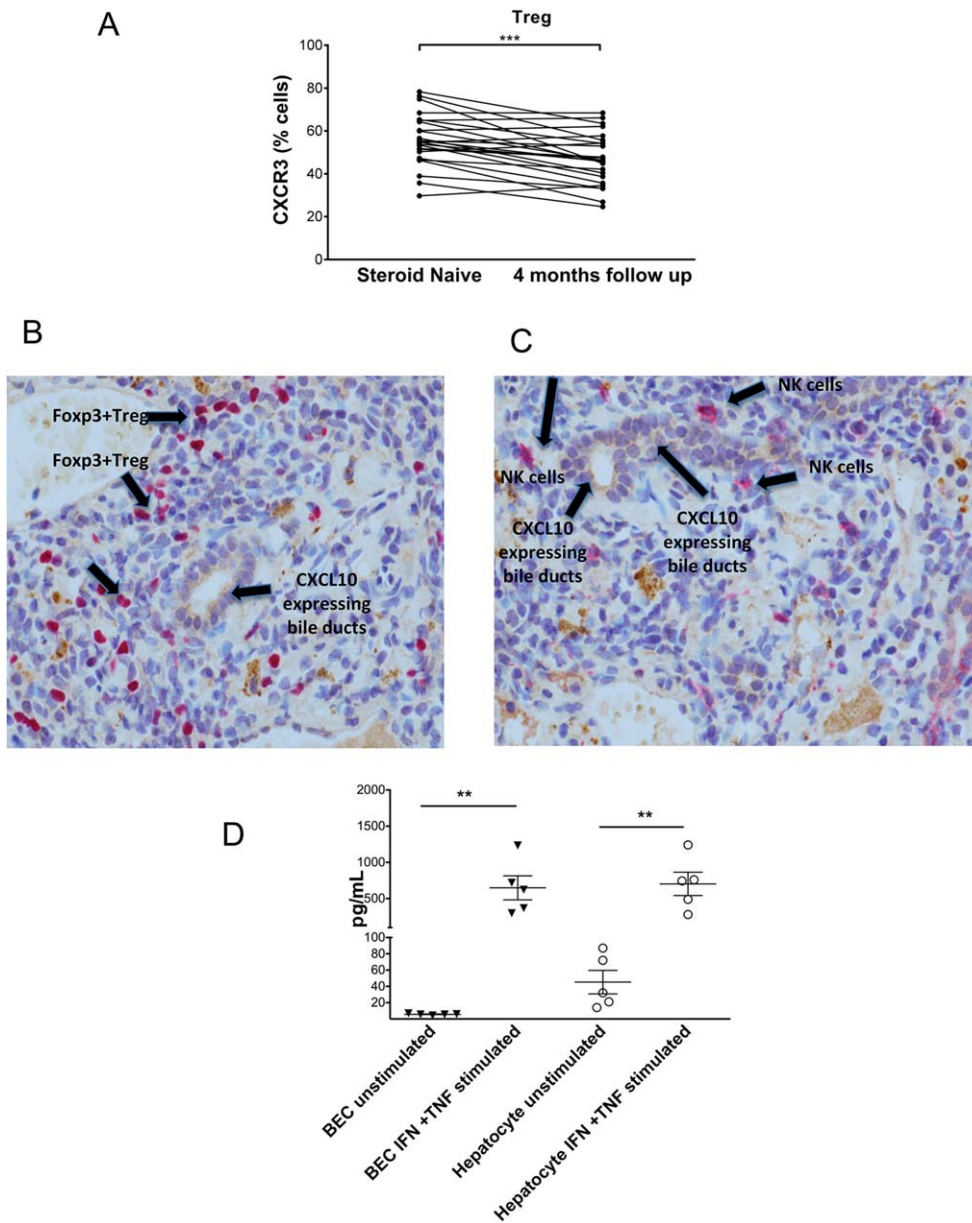 A
Treg
***
CXCR3 (% cells)
100
80
60
40
20
0
Steroid Naive
4 months follow up
B
Foxp3+Treg
Foxp3+Treg
CXCL10
expressing
bile ducts
C
NK cells
NK cells
NK cells
CXCL10
expressing
bile ducts
CXCL10
expressing
bile ducts
D
pg/mL
2000
1500
1000
500
100
80
60
40
20
**
**
BEC unstimulated
BEC IFN +TNF stimulated
Hepatocyte unstimulated
Hepatocyte IFN +TNF stimulated